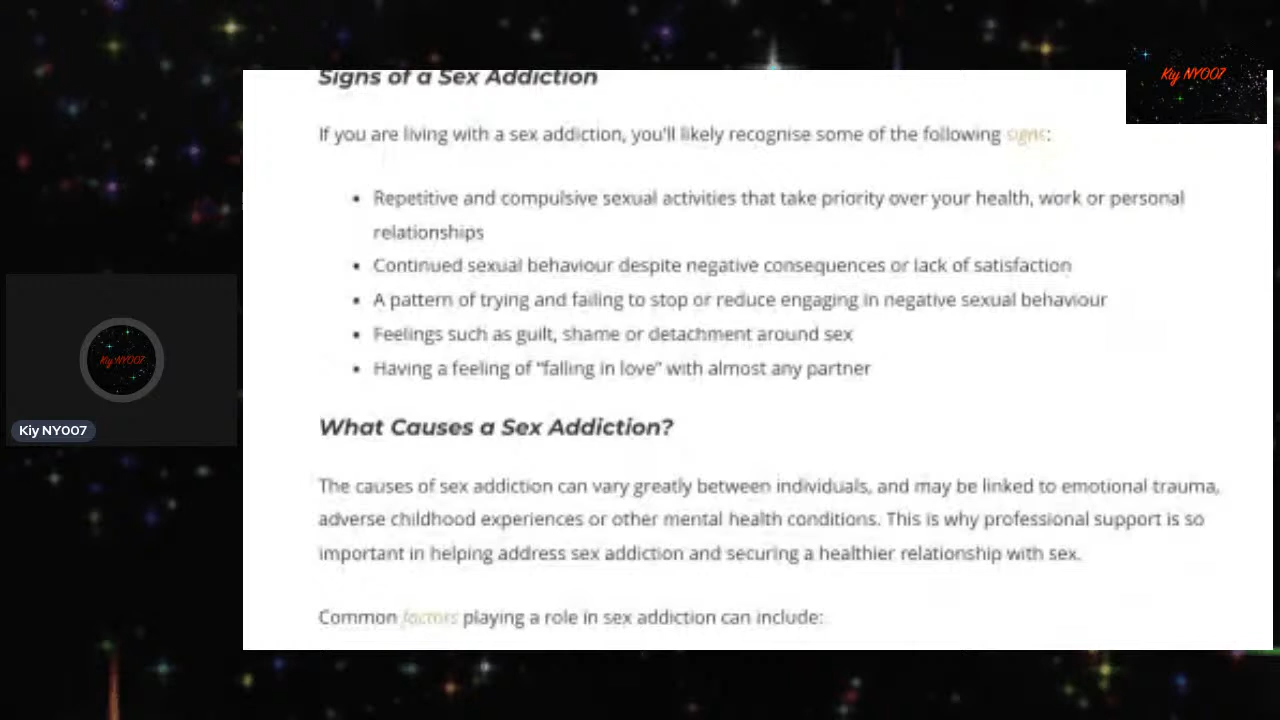 Signs of a Sex Addiction
Kiy NY007
If you are living with a sex addiction, you'll likely recognise some of the following signs:
• Repetitive and compulsive sexual activities that take priority over your health, work or personal
relationships
• Continued sexual behaviour despite negative consequences or lack of satisfaction
• A pattern of trying and failing to stop or reduce engaging in negative sexual behaviour
• Feelings such as guilt, shame or detachment around sex
• Having a feeling of "falling in love" with almost any partner
Kiy NY007
Kiy NY007
What Causes a Sex Addiction?
The causes of sex addiction can vary greatly between individuals, and may be linked to emotional trauma,
adverse childhood experiences or other mental health conditions. This is why professional support is so
important in helping address sex addiction and securing a healthier relationship with sex.
Common factors playing a role in sex addiction can include: